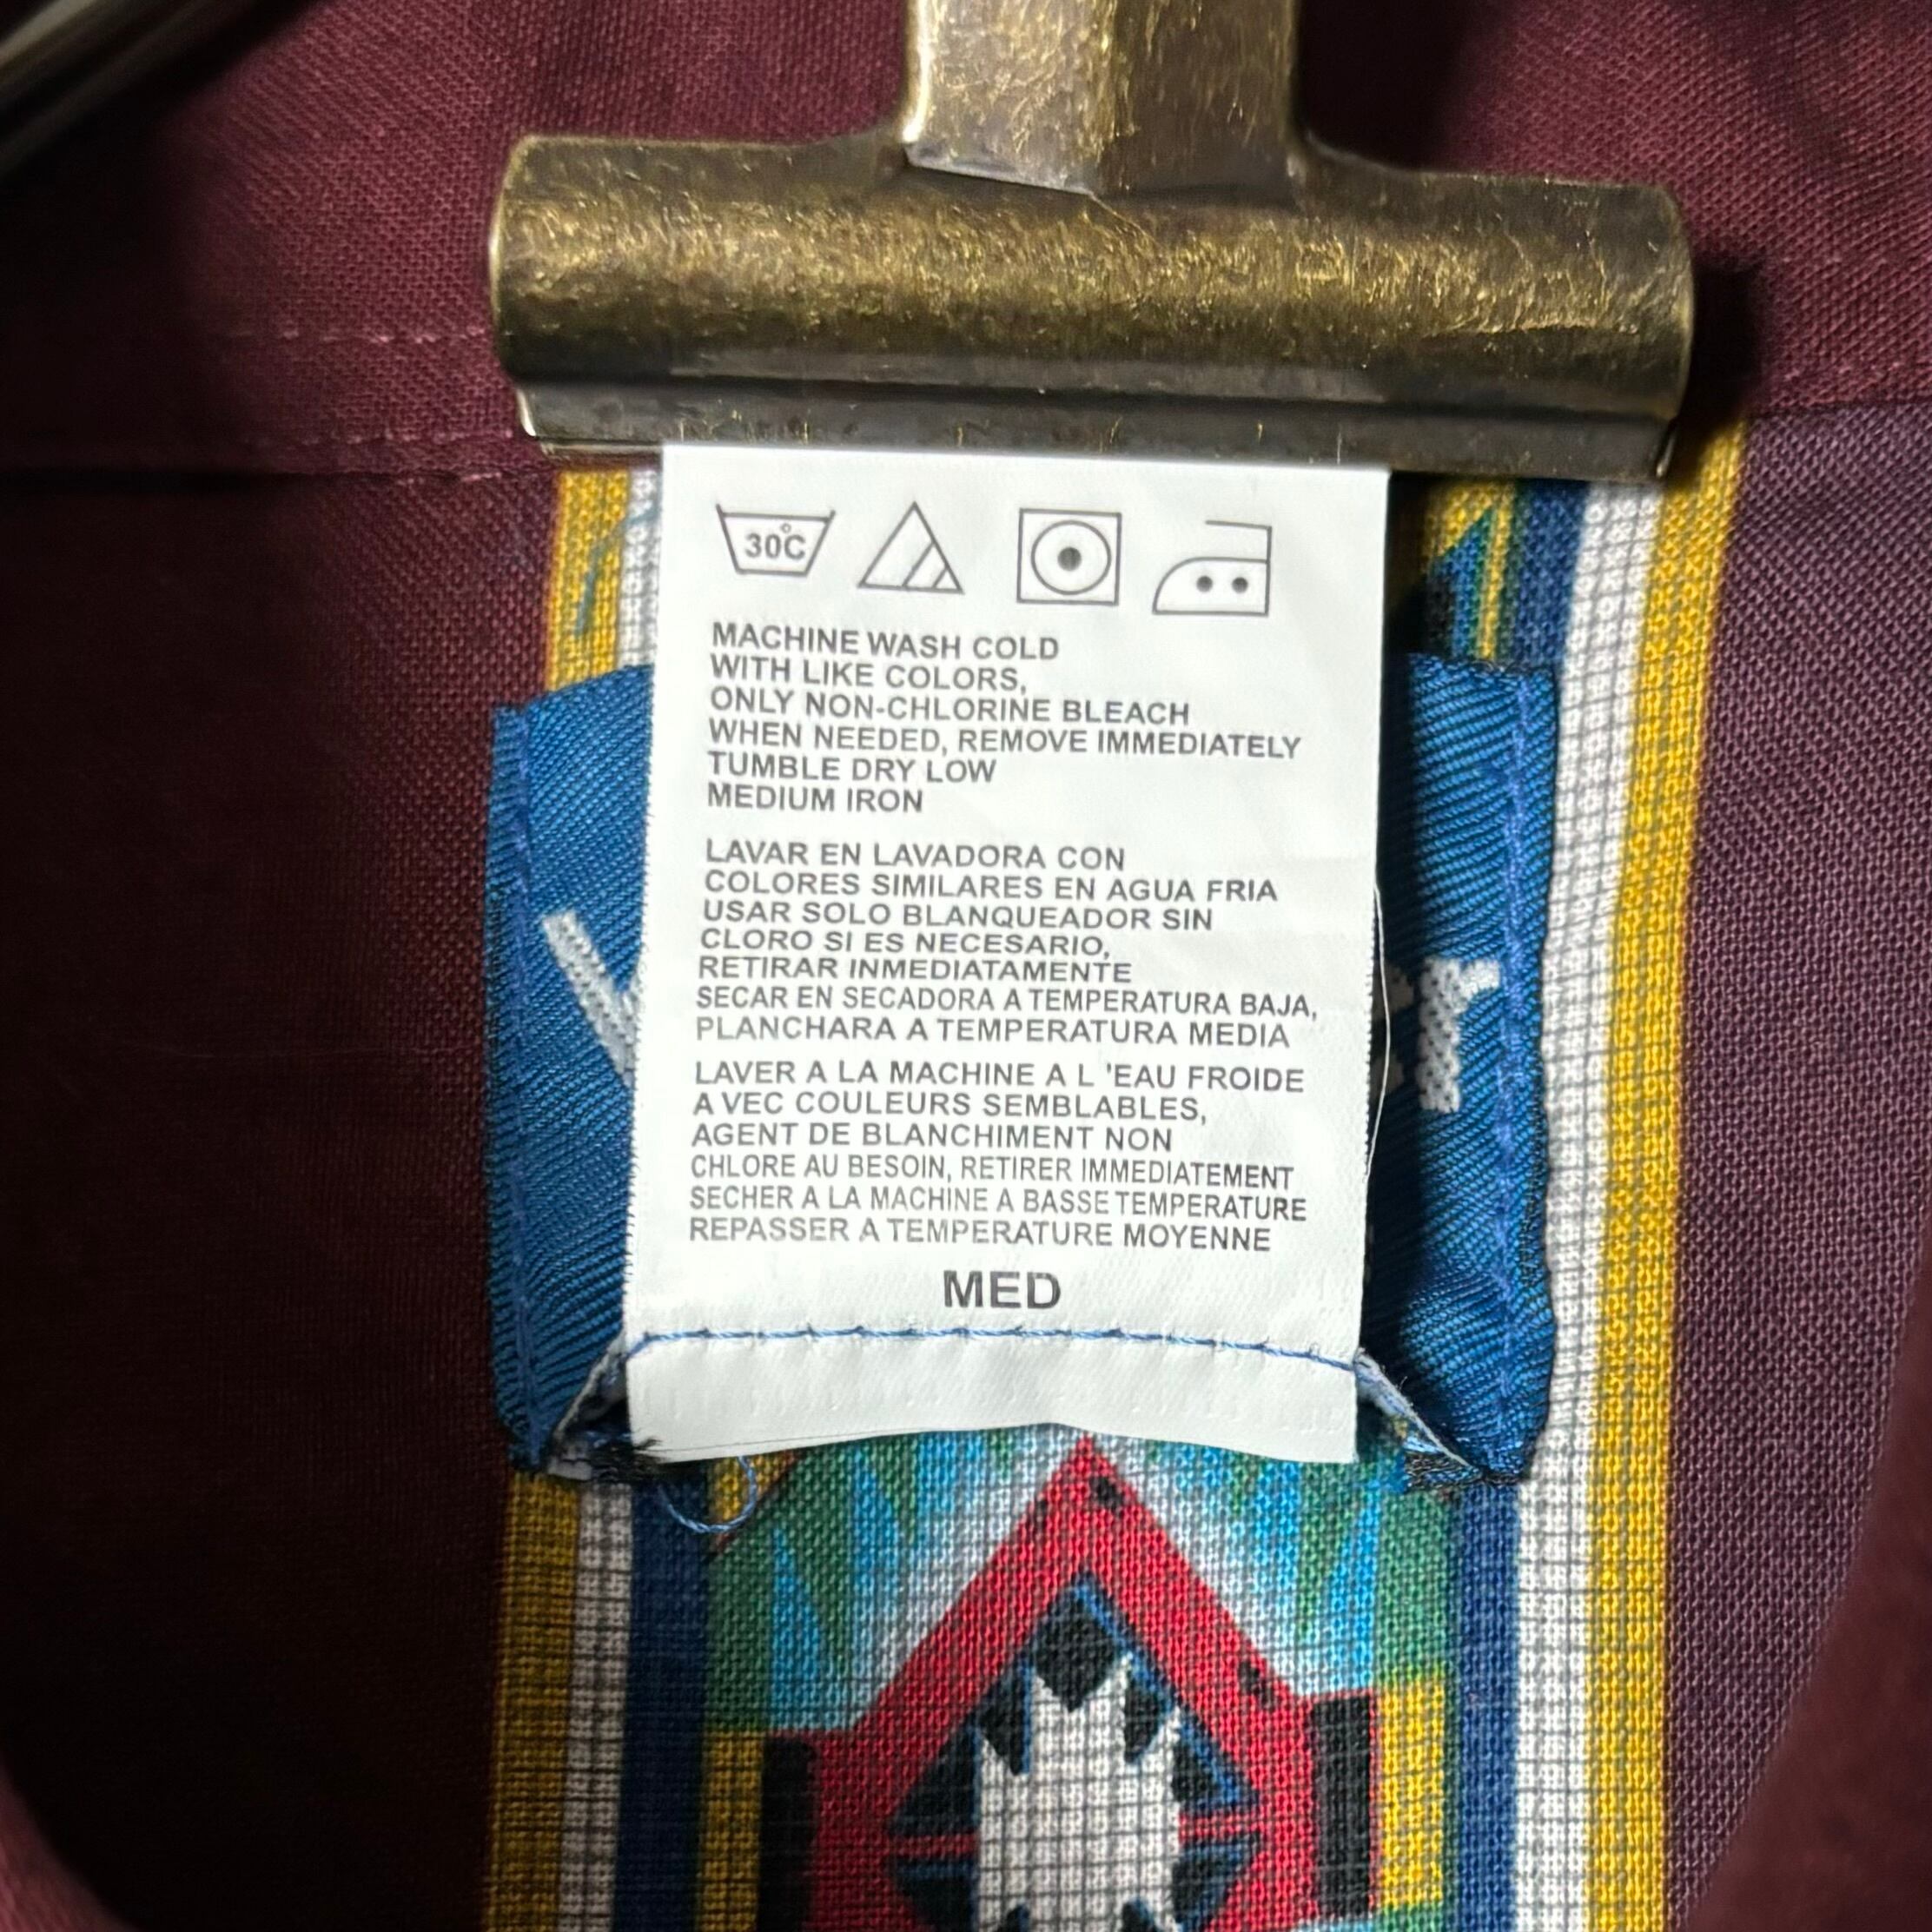 30°C
MACHINE WASH COLD
WITH LIKE COLORS,
ONLY NON-CHLORINE BLEACH
WHEN NEEDED, REMOVE IMMEDIATELY
TUMBLE DRY LOW
MEDIUM IRON
LAVAR EN LAVADORA CON
COLORES SIMILARES EN AGUA FRIA
USAR SOLO BLANQUEADOR SIN
CLORO SI ES NECESARIO,
RETIRAR INMEDIATAMENTE
SECAR EN SECADORA A TEMPERATURA BAJA,
PLANCHARA A TEMPERATURA MEDIA
LAVER A LA MACHINE A L 'EAU FROIDE
A VEC COULEURS SEMBLABLES,
AGENT DE BLANCHIMENT NON
CHLORE AU BESOIN, RETIRER IMMEDIATEMENT
SECHER A LA MACHINE A BASSE TEMPERATURE
REPASSER A TEMPERATURE MOYENNE
MED